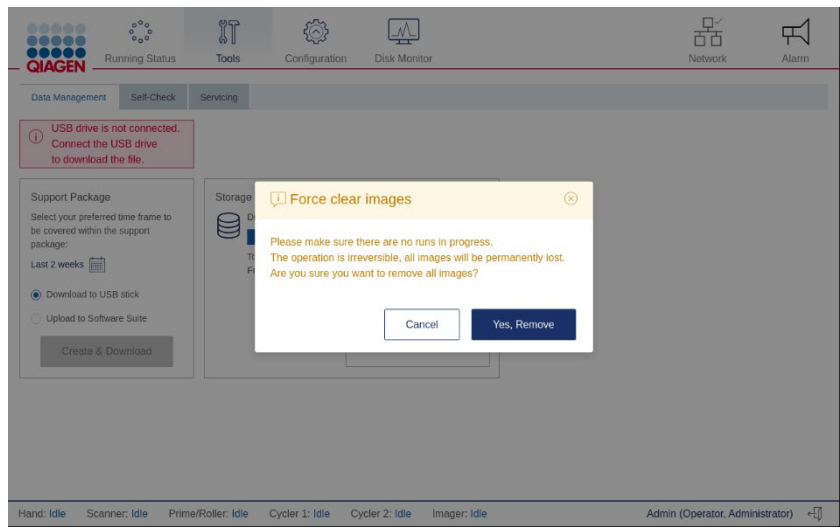 QIAGEN
Running Status
Tools
Configuration
Disk Monitor
Network
Alarm
Data Management
Self-Check
Servicing
USB drive is not connected.
Connect the USB drive
to download the file.
Support Package
Select your preferred time frame to
be covered within the support
package:
Last 2 weeks
Download to USB stick
Upload to Software Suite
Create & Download
Storage
Force clear images
Please make sure there are no runs in progress.
The operation is irreversible, all images will be permanently lost.
Are you sure you want to remove all images?
Cancel
Yes, Remove
Hand: Idle
Scanner: Idle
Prime/Roller: Idle
Cycler 1: Idle
Cycler 2: Idle
Imager: Idle
Admin (Operator, Administrator)